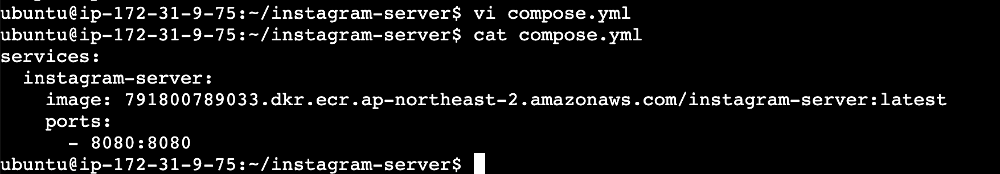 ubuntu@ip-172-31-9-75:~/instagram-server$ vi compose.yml
ubuntu@ip-172-31-9-75:~/instagram-server$ cat compose.yml
services:
  instagram-server:
    image: 791800789033.dkr.ecr.ap-northeast-2.amazonaws.com/instagram-server:latest
    ports:
      - 8080:8080
ubuntu@ip-172-31-9-75:~/instagram-server$